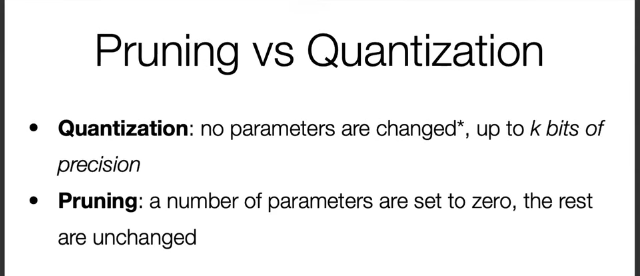 Pruning vs Quantization
• Quantization: no parameters are changed*, up to k bits of
precision
• Pruning: a number of parameters are set to zero, the rest
are unchanged